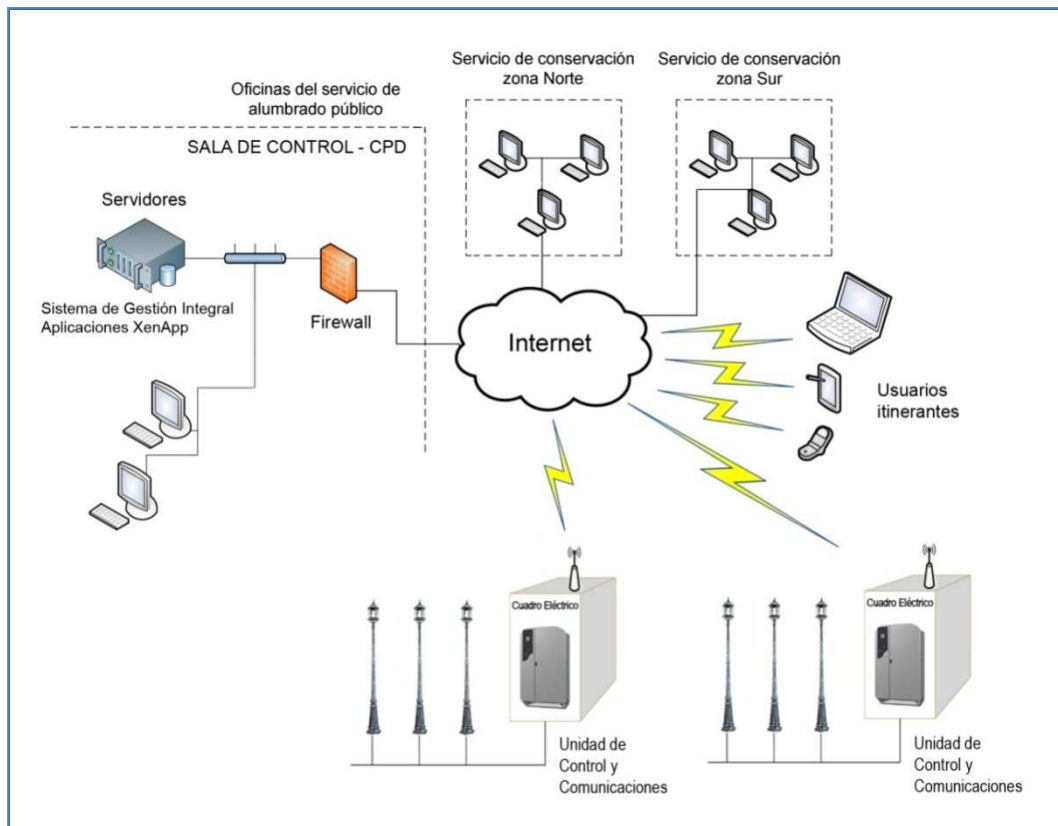 Servicio de conservación
zona Norte
Servicio de conservación
zona Sur
Oficinas del servicio de
alumbrado público
SALA DE CONTROL - CPD
Servidores
Sistema de Gestión Integral
Aplicaciones XenApp
Firewall
Internet
Usuarios
itinerantes
Cuadro Eléctrico
Cuadro Eléctrico
Unidad de
Control y
Comunicaciones
Unidad de
Control y
Comunicaciones